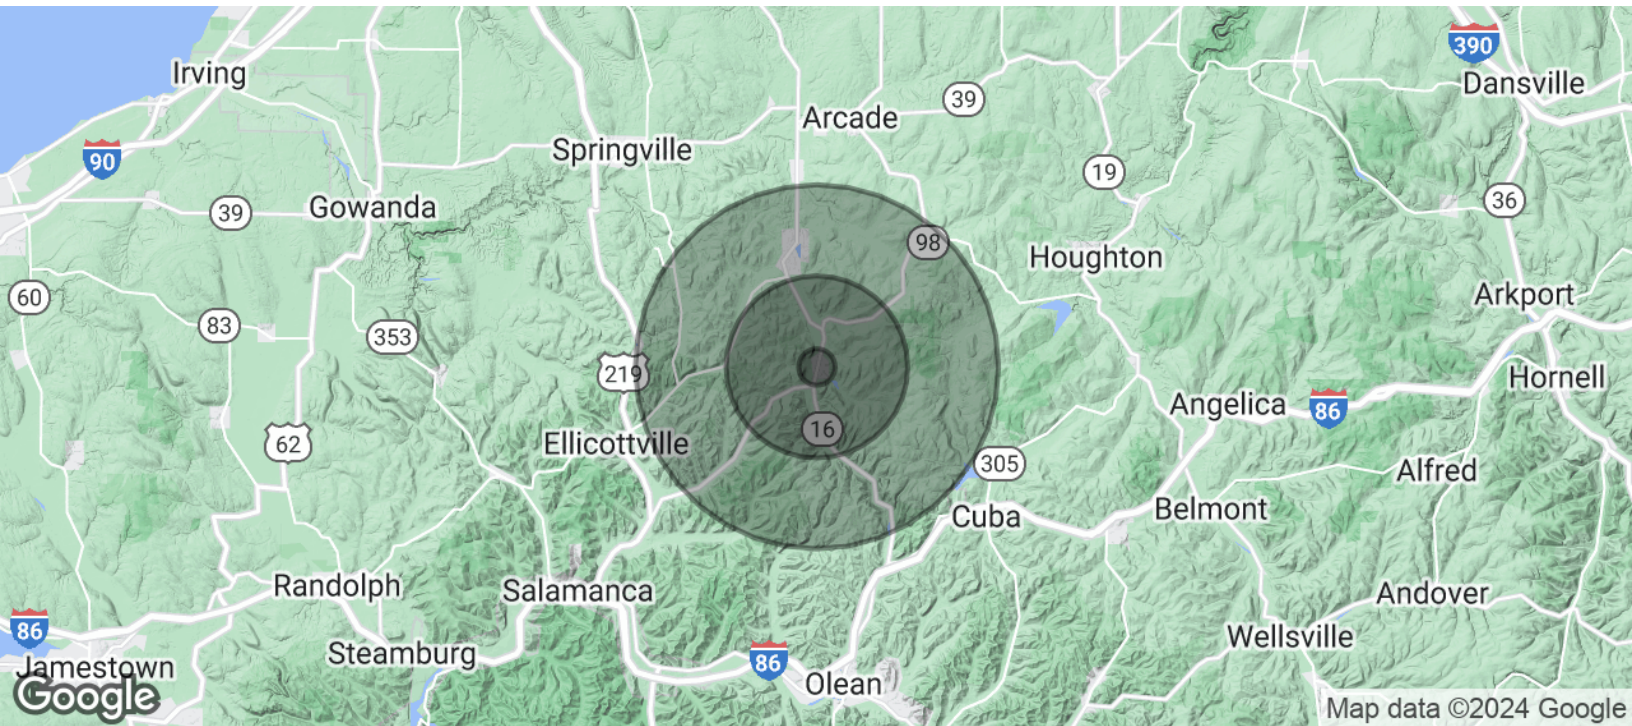 390
Irving
Dansville
39
Arcade
90
Springville
19
36
39
Gowanda
98
Houghton
60
Arkport
83
353
219
Hornell
Angelica
86
16
62
Ellicottville
305
Alfred
Cuba
Belmont
Randolph
Salamanca
Andover
86
Wellsville
Steamburg
86
Jamestown
Olean
Google
Map data ©2024 Google